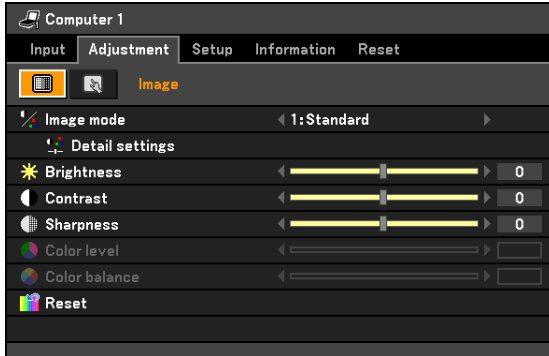 Computer 1
Input Adjustment Setup Information Reset
Image
Image mode 1:Standard
Detail settings
Brightness 0
Contrast 0
Sharpness 0
Color level
Color balance
Reset